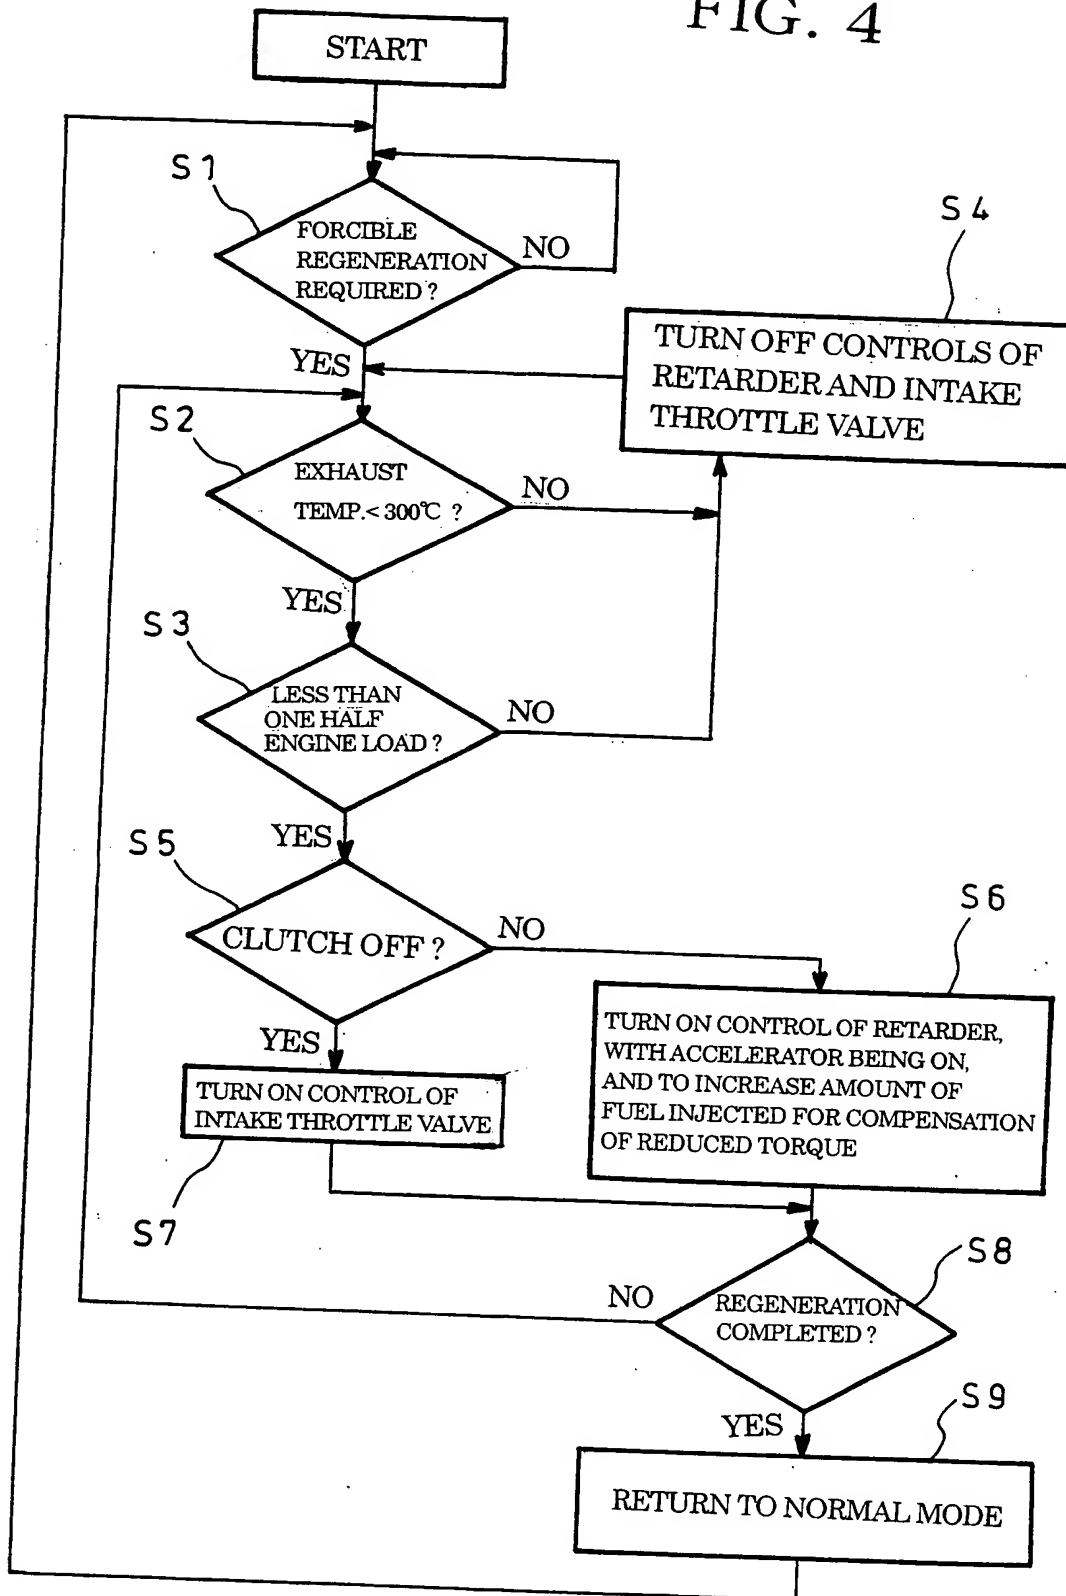 FIG. 4
START
S1
FORCIBLE
REGENERATION
REQUIRED ?
NO
YES
S4
TURN OFF CONTROLS OF
RETARDER AND INTAKE
THROTTLE VALVE
S2
EXHAUST
TEMP.< 300℃ ?
NO
YES
S3
LESS THAN
ONE HALF
ENGINE LOAD ?
NO
YES
S5
CLUTCH OFF ?
NO
YES
S6
TURN ON CONTROL OF RETARDER,
WITH ACCELERATOR BEING ON,
AND TO INCREASE AMOUNT OF
FUEL INJECTED FOR COMPENSATION
OF REDUCED TORQUE
TURN ON CONTROL OF
INTAKE THROTTLE VALVE
S7
S8
REGENERATION
COMPLETED ?
NO
YES
S9
RETURN TO NORMAL MODE